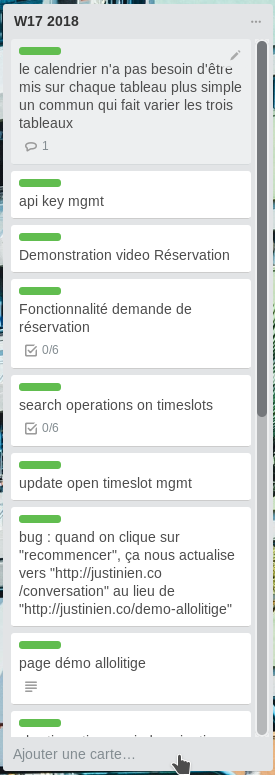 W17 2018
le calendrier n'a pas besoin d'être
mis sur chaque tableau plus simple
un commun qui fait varier les trois
tableaux
1
api key mgmt
Demonstration video Réservation
Fonctionnalité demande de
réservation
0/6
search operations on timeslots
0/6
update open timeslot mgmt
bug : quand on clique sur
"recommencer", ça nous actualise
vers "http://justinien.co
/conversation" au lieu de
"http://justinien.co/demo-allolitige"
page démo allolitige
Ajouter une carte…